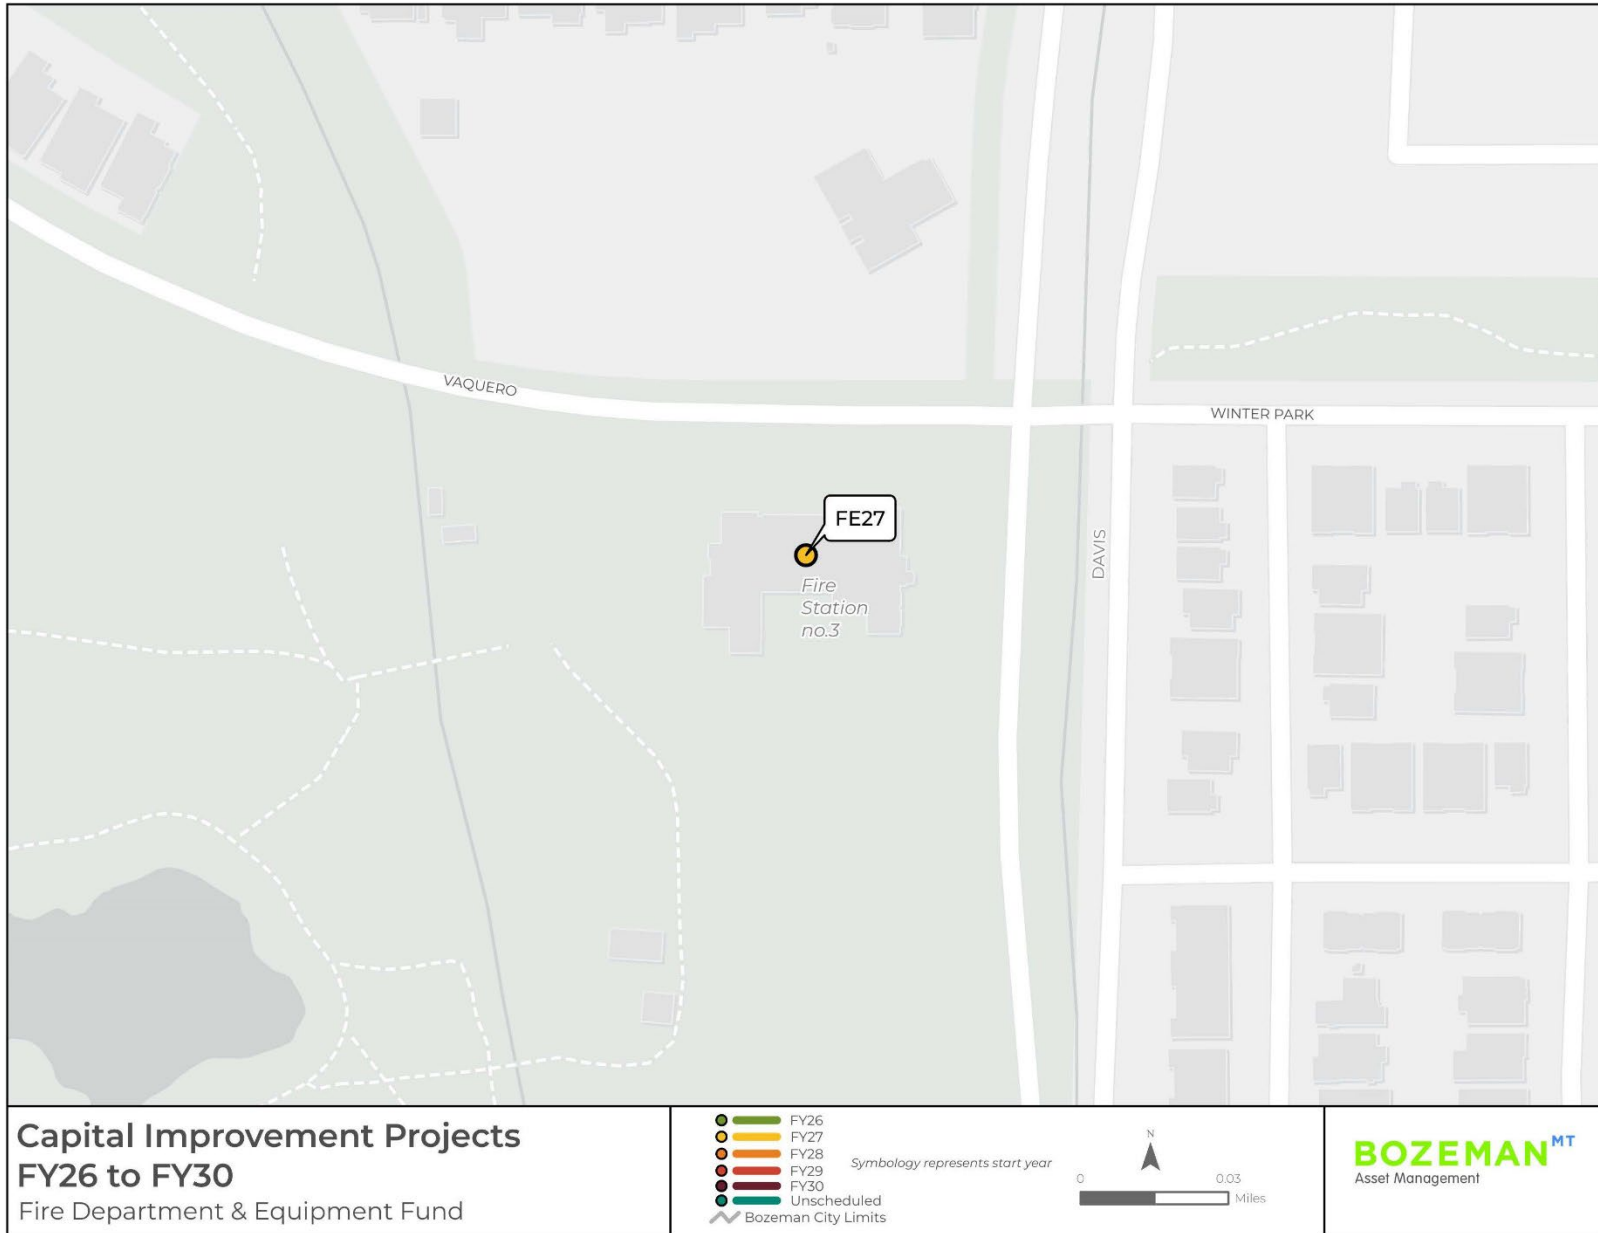 VAQUERO
WINTER PARK
FE27
DAVIS
Fire
Station
no.3
Capital Improvement Projects
FY26 to FY30
Fire Department & Equipment Fund
FY26
FY27
FY28
FY29
FY30
Unscheduled
Bozeman City Limits
Symbology represents start year
N
0 0.03
Miles
BOZEMAN MT
Asset Management